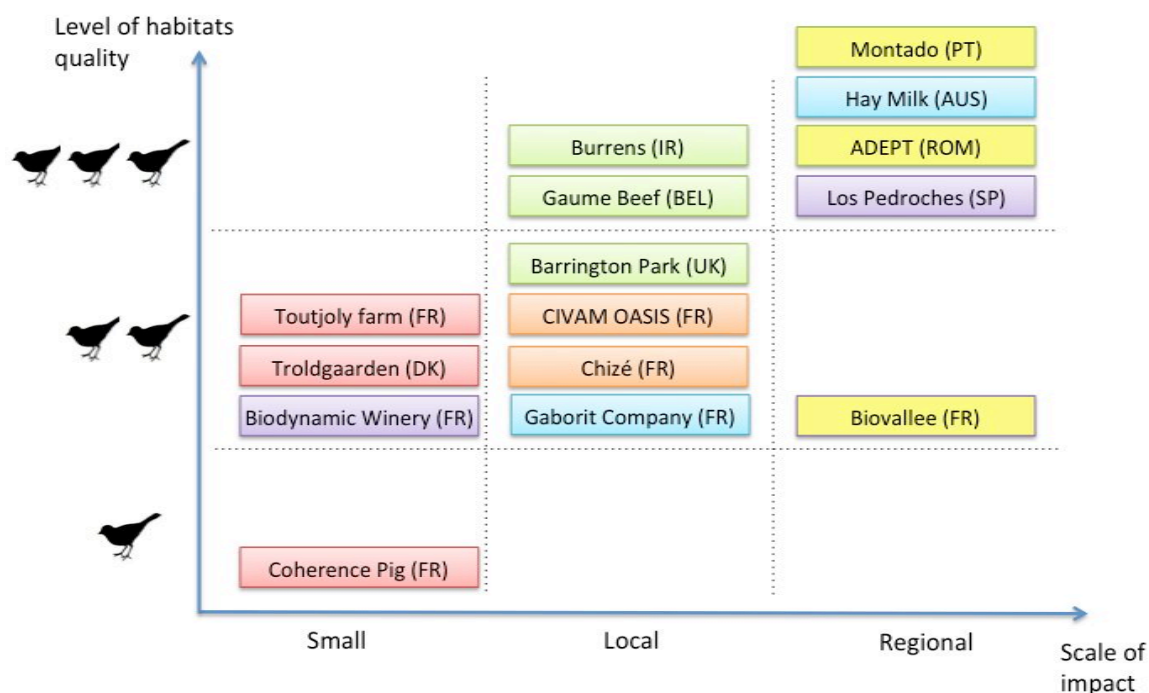 Level of habitats
quality
Montado (PT)
Hay Milk (AUS)
Burrens (IR)
ADEPT (ROM)
Gaume Beef (BEL)
Los Pedroches (SP)
Barrington Park (UK)
Toutjoly farm (FR)
CIVAM OASIS (FR)
Troldgaarden (DK)
Chizé (FR)
Biodynamic Winery (FR)
Gaborit Company (FR)
Biovallee (FR)
Coherence Pig (FR)
Small
Local
Regional
Scale of
impact